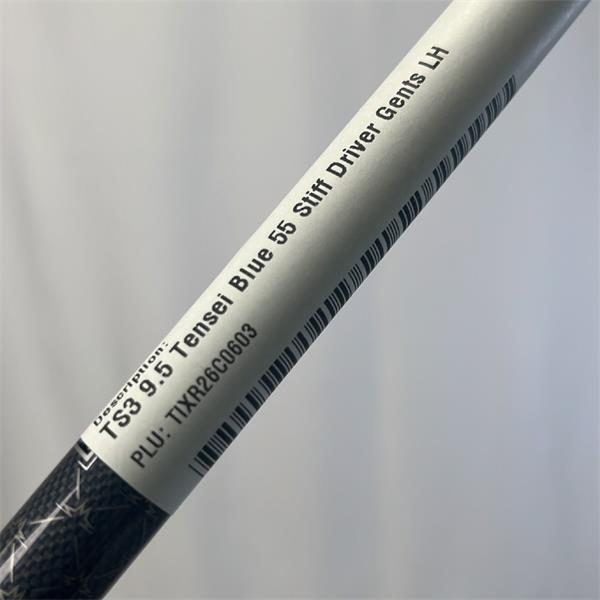 Description:
TS3 9.5 Tensei Blue 55 Stiff Driver Gents LH
PLU: TIXR26C0603